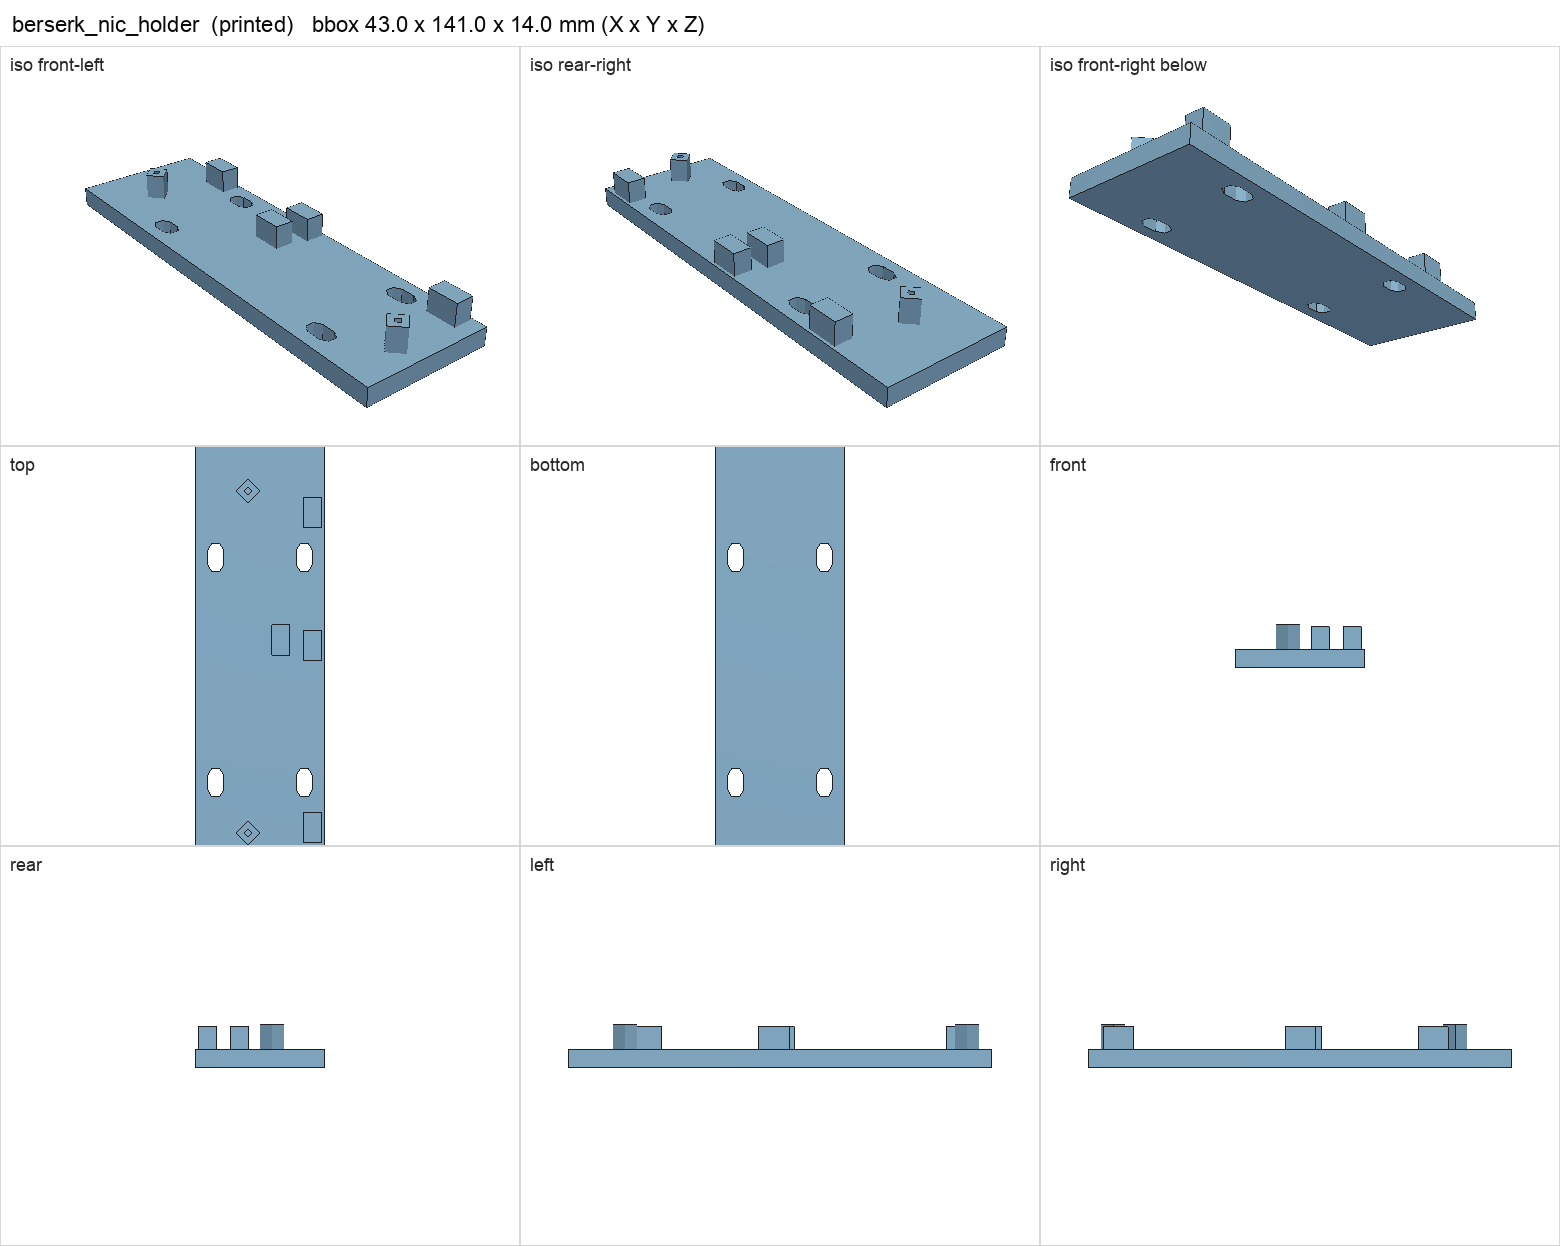 berserk_nic_holder (printed) bbox 43.0 x 141.0 x 14.0 mm (X x Y x Z)
iso front-left
iso rear-right
iso front-right below
top
bottom
front
rear
left
right